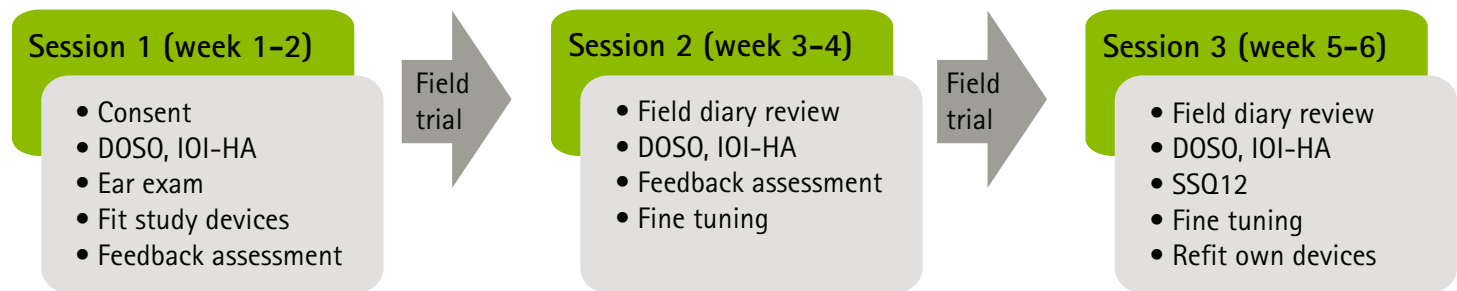 Session 1 (week 1-2)
• Consent
• DOSO, IOI-HA
• Ear exam
• Fit study devices
• Feedback assessment
Field
trial
Session 2 (week 3-4)
• Field diary review
• DOSO, IOI-HA
• Feedback assessment
• Fine tuning
Field
trial
Session 3 (week 5-6)
• Field diary review
• DOSO, IOI-HA
• SSQ12
• Fine tuning
• Refit own devices